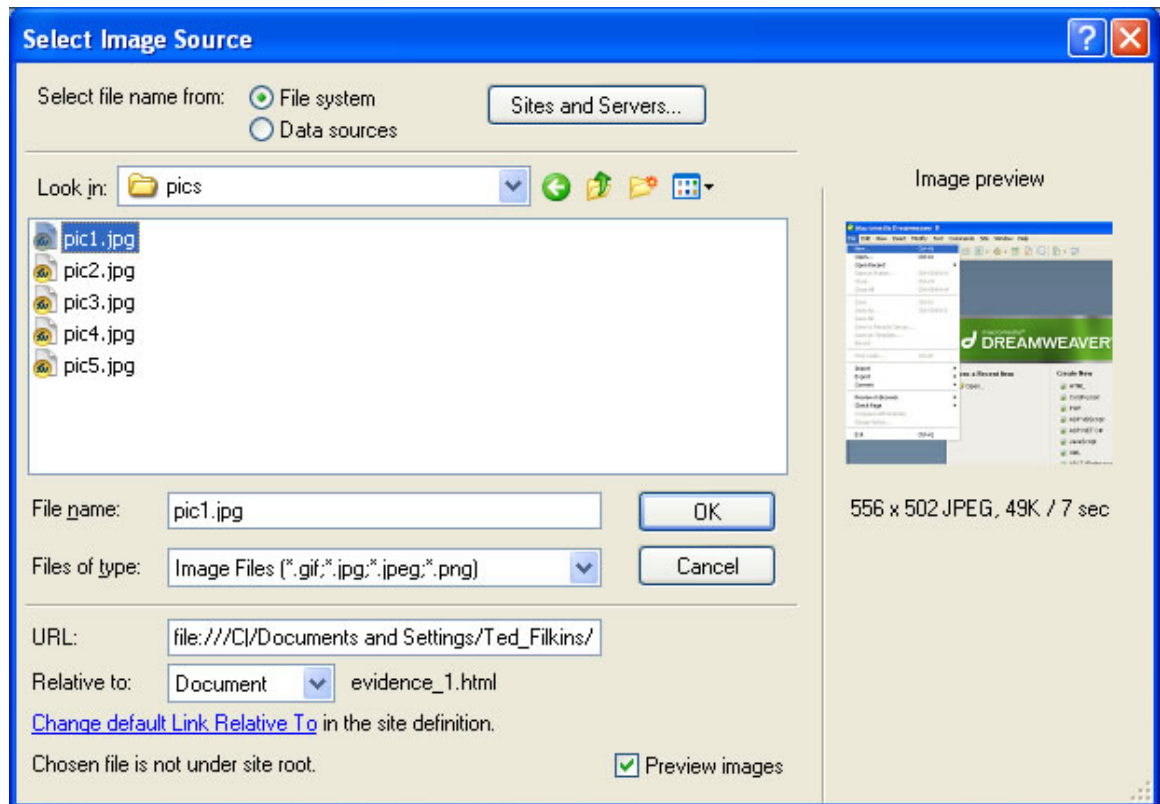 Select Image Source
Select file name from:
File system
Sites and Servers...
Data sources
Look in:
pics
Image preview
pic1.jpg
pic2.jpg
pic3.jpg
pic4.jpg
pic5.jpg
DREAMWEAVER
File name:
pic1.jpg
OK
556 x 502 JPEG, 49K / 7 sec
Files of type:
Image Files (*.gif;*.jpg;*.jpeg;*.png)
Cancel
URL:
file:///C|/Documents and Settings/Ted_Filkins/
Relative to:
Document
evidence_1.html
Change default Link Relative To in the site definition.
Chosen file is not under site root.
Preview images